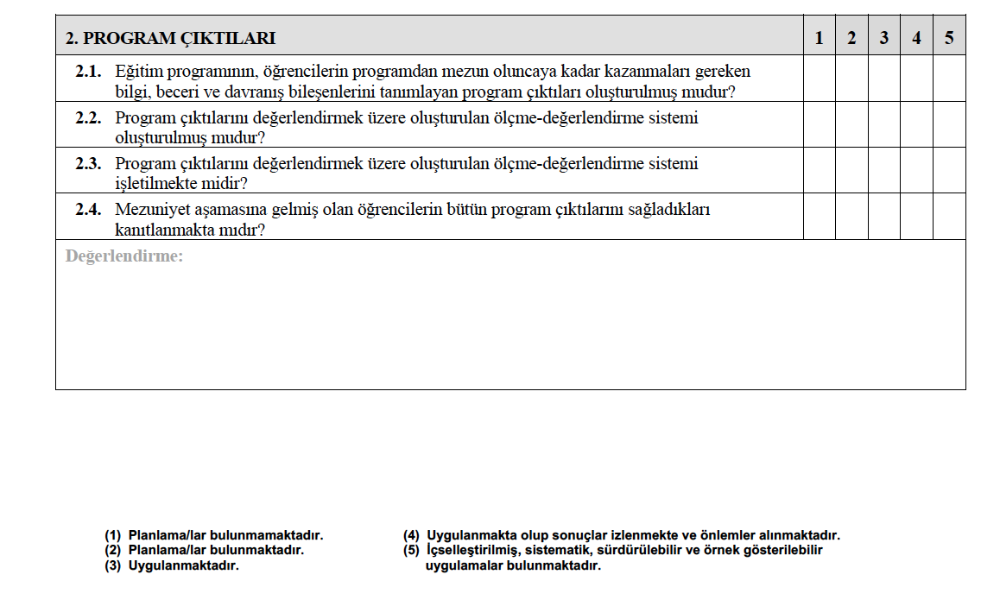 2. PROGRAM ÇIKTILARI 1 2 3 4 5
2.1. Eğitim programının, öğrencilerin programdan mezun oluncaya kadar kazanmaları gereken
bilgi, beceri ve davranış bileşenlerini tanımlayan program çıktıları oluşturulmuş mudur?
2.2. Program çıktılarını değerlendirmek üzere oluşturulan ölçme-değerlendirme sistemi
oluşturulmuş mudur?
2.3. Program çıktılarını değerlendirmek üzere oluşturulan ölçme-değerlendirme sistemi
işletilmekte midir?
2.4. Mezuniyet aşamasına gelmiş olan öğrencilerin bütün program çıktılarını sağladıkları
kanıtlanmakta mıdır?
Değerlendirme:
(1) Planlama/lar bulunmamaktadır.
(2) Planlama/lar bulunmaktadır.
(3) Uygulanmaktadır.
(4) Uygulanmakta olup sonuçlar izlenmekte ve önlemler alınmaktadır.
(5) İçselleştirilmiş, sistematik, sürdürülebilir ve örnek gösterilebilir
uygulamalar bulunmaktadır.